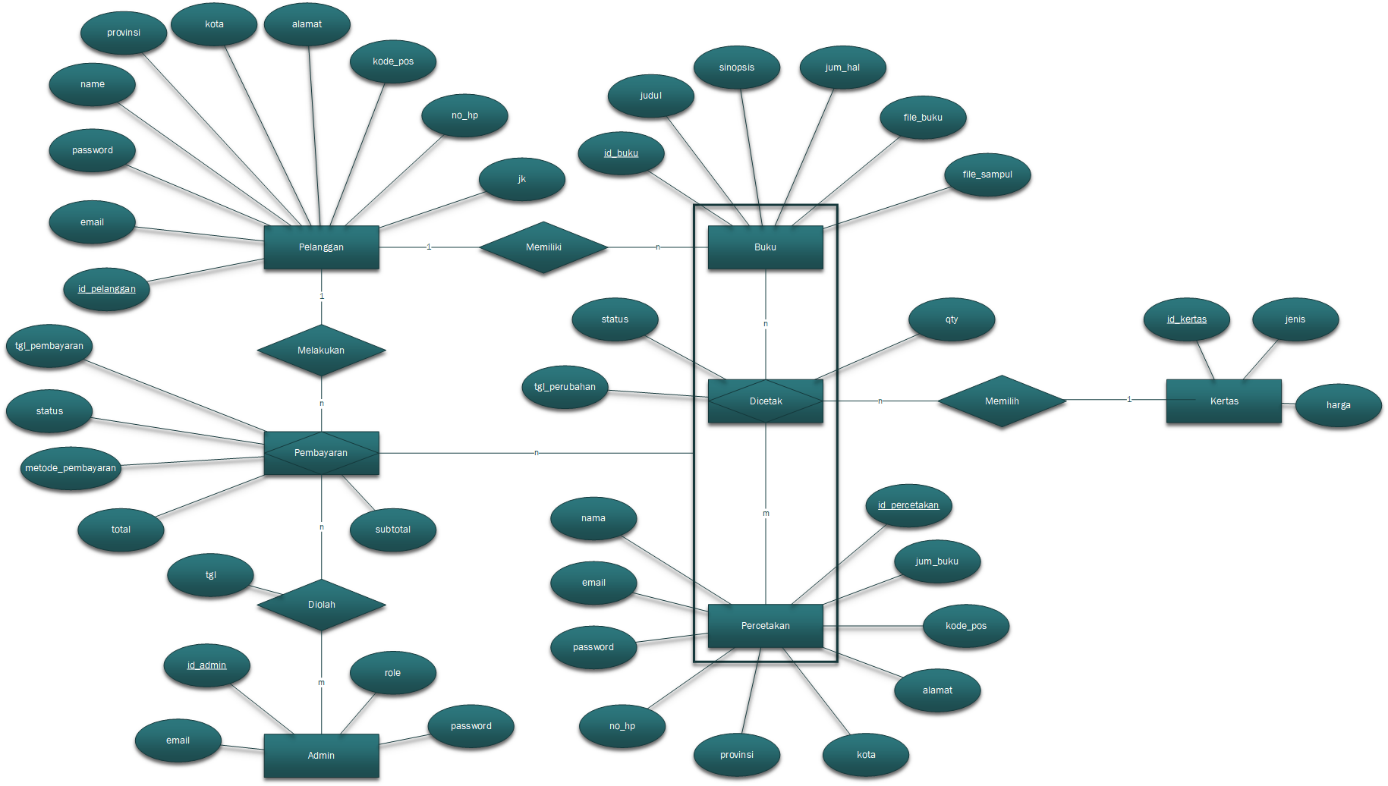 provinsi
kota
alamat
kode_pos
name
no_hp
password
jk
email
Pelanggan
id_pelanggan
1
Memiliki
n
sinopsis
jum_hal
judul
file_buku
id_buku
file_sampul
Buku
1
Melakukan
n
tgl_pembayaran
status
metode_pembayaran
Pembayaran
total
subtotal
n
n
status
qty
tgl_perubahan
n
Dicetak
n
Memilih
1
id_kertas
jenis
Kertas
harga
m
tgl
n
Diolah
m
id_admin
role
email
password
Admin
nama
id_percetakan
email
jum_buku
password
Percetakan
kode_pos
alamat
no_hp
provinsi
kota